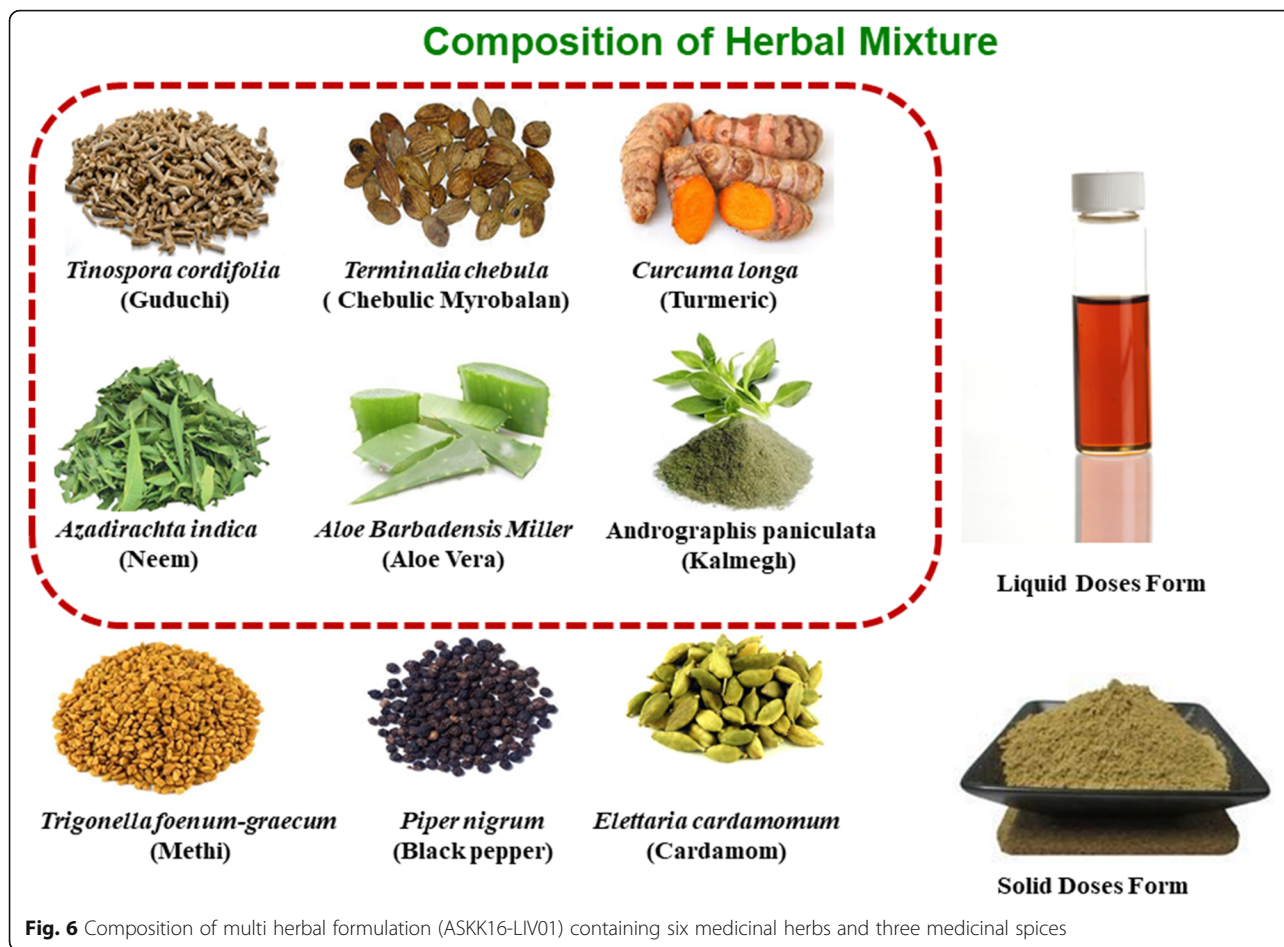 Composition of Herbal Mixture
Tinospora cordifolia
(Guduchi)
Terminalia chebula
( Chebulic Myrobalan)
Curcuma longa
(Turmeric)
Azadirachta indica
(Neem)
Aloe Barbadensis Miller
(Aloe Vera)
Andrographis paniculata
(Kalmegh)
Liquid Doses Form
Trigonella foenum-graecum
(Methi)
Piper nigrum
(Black pepper)
Elettaria cardamomum
(Cardamom)
Solid Doses Form
Fig. 6 Composition of multi herbal formulation (ASKK16-LIV01) containing six medicinal herbs and three medicinal spices